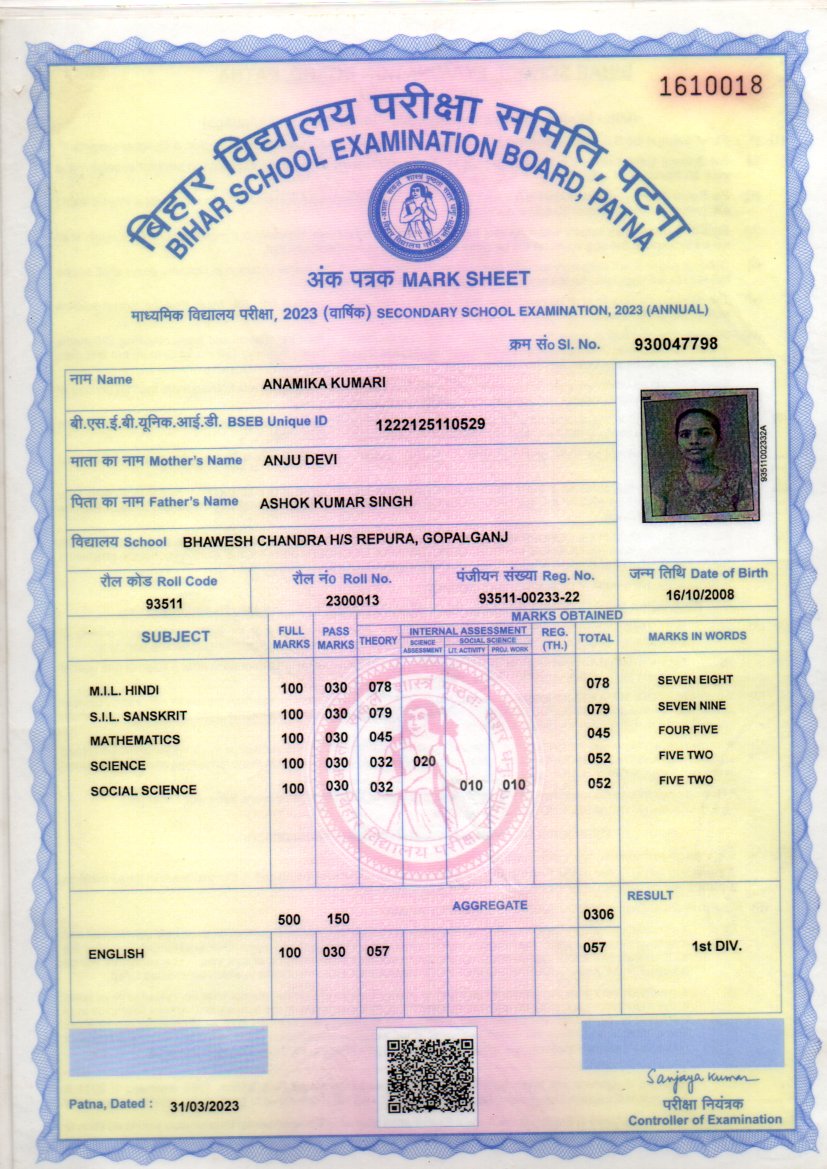 1610018
बिहार विद्यालय परीक्षा समिति, पटना
BIHAR SCHOOL EXAMINATION BOARD, PATNA
अंक पत्रक MARK SHEET
माध्यमिक विद्यालय परीक्षा, 2023 (वार्षिक) SECONDARY SCHOOL EXAMINATION, 2023 (ANNUAL)
क्रम सं० Sl. No. 930047798
नाम Name ANAMIKA KUMARI
बी.एस.ई.बी.यूनिक.आई.डी. BSEB Unique ID 1222125110529
माता का नाम Mother's Name ANJU DEVI
पिता का नाम Father's Name ASHOK KUMAR SINGH
विद्यालय School BHAWESH CHANDRA H/S REPURA, GOPALGANJ
93511002332A
रौल कोड Roll Code रौल नं० Roll No. पंजीयन संख्या Reg. No. जन्म तिथि Date of Birth
93511 2300013 93511-00233-22 16/10/2008
MARKS OBTAINED
SUBJECT FULL MARKS PASS MARKS THEORY INTERNAL ASSESSMENT REG. (TH.) TOTAL MARKS IN WORDS
SCIENCE ASSESSMENT SOCIAL SCIENCE LIT. ACTIVITY PROJ. WORK
M.I.L. HINDI 100 030 078 078 SEVEN EIGHT
S.I.L. SANSKRIT 100 030 079 079 SEVEN NINE
MATHEMATICS 100 030 045 045 FOUR FIVE
SCIENCE 100 030 032 020 052 FIVE TWO
SOCIAL SCIENCE 100 030 032 010 010 052 FIVE TWO
बिहार विद्यालय परीक्षा समिति
AGGREGATE RESULT
500 150 0306
ENGLISH 100 030 057 057 1st DIV.
Sanjaya Kumar
Patna, Dated : 31/03/2023
परीक्षा नियंत्रक
Controller of Examination